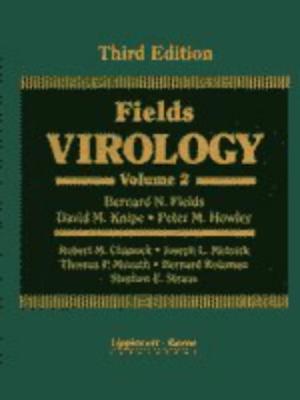 Third Edition
Fields
VIROLOGY
Volume 2
Bernard N. Fields
David M. Knipe • Peter M. Howley
Robert M. Chanock • Joseph L. Melnick
Thomas P. Monath • Bernard Roizman
Stephen E. Straus
Lippincott - Raven
PUBLISHERS